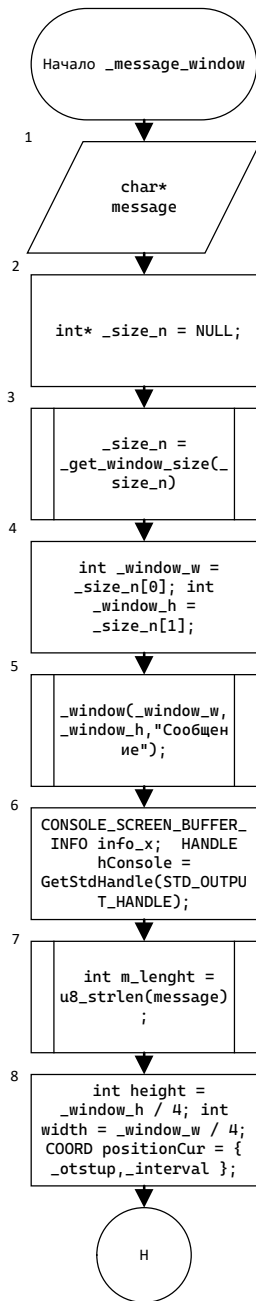 Начало _message_window
1
char*
message
2
int* _size_n = NULL;
3
_size_n =
_get_window_size(_
size_n)
4
int _window_w =
_size_n[0]; int
_window_h =
_size_n[1];
5
_window(_window_w,
_window_h,"Сообщен
ие");
6
CONSOLE_SCREEN_BUFFER_
INFO info_x;  HANDLE
hConsole =
GetStdHandle(STD_OUTPU
T_HANDLE);
7
int m_lenght =
u8_strlen(message)
;
8
int height =
_window_h / 4; int
width = _window_w / 4;
COORD positionCur = {
_otstup,_interval };
Н